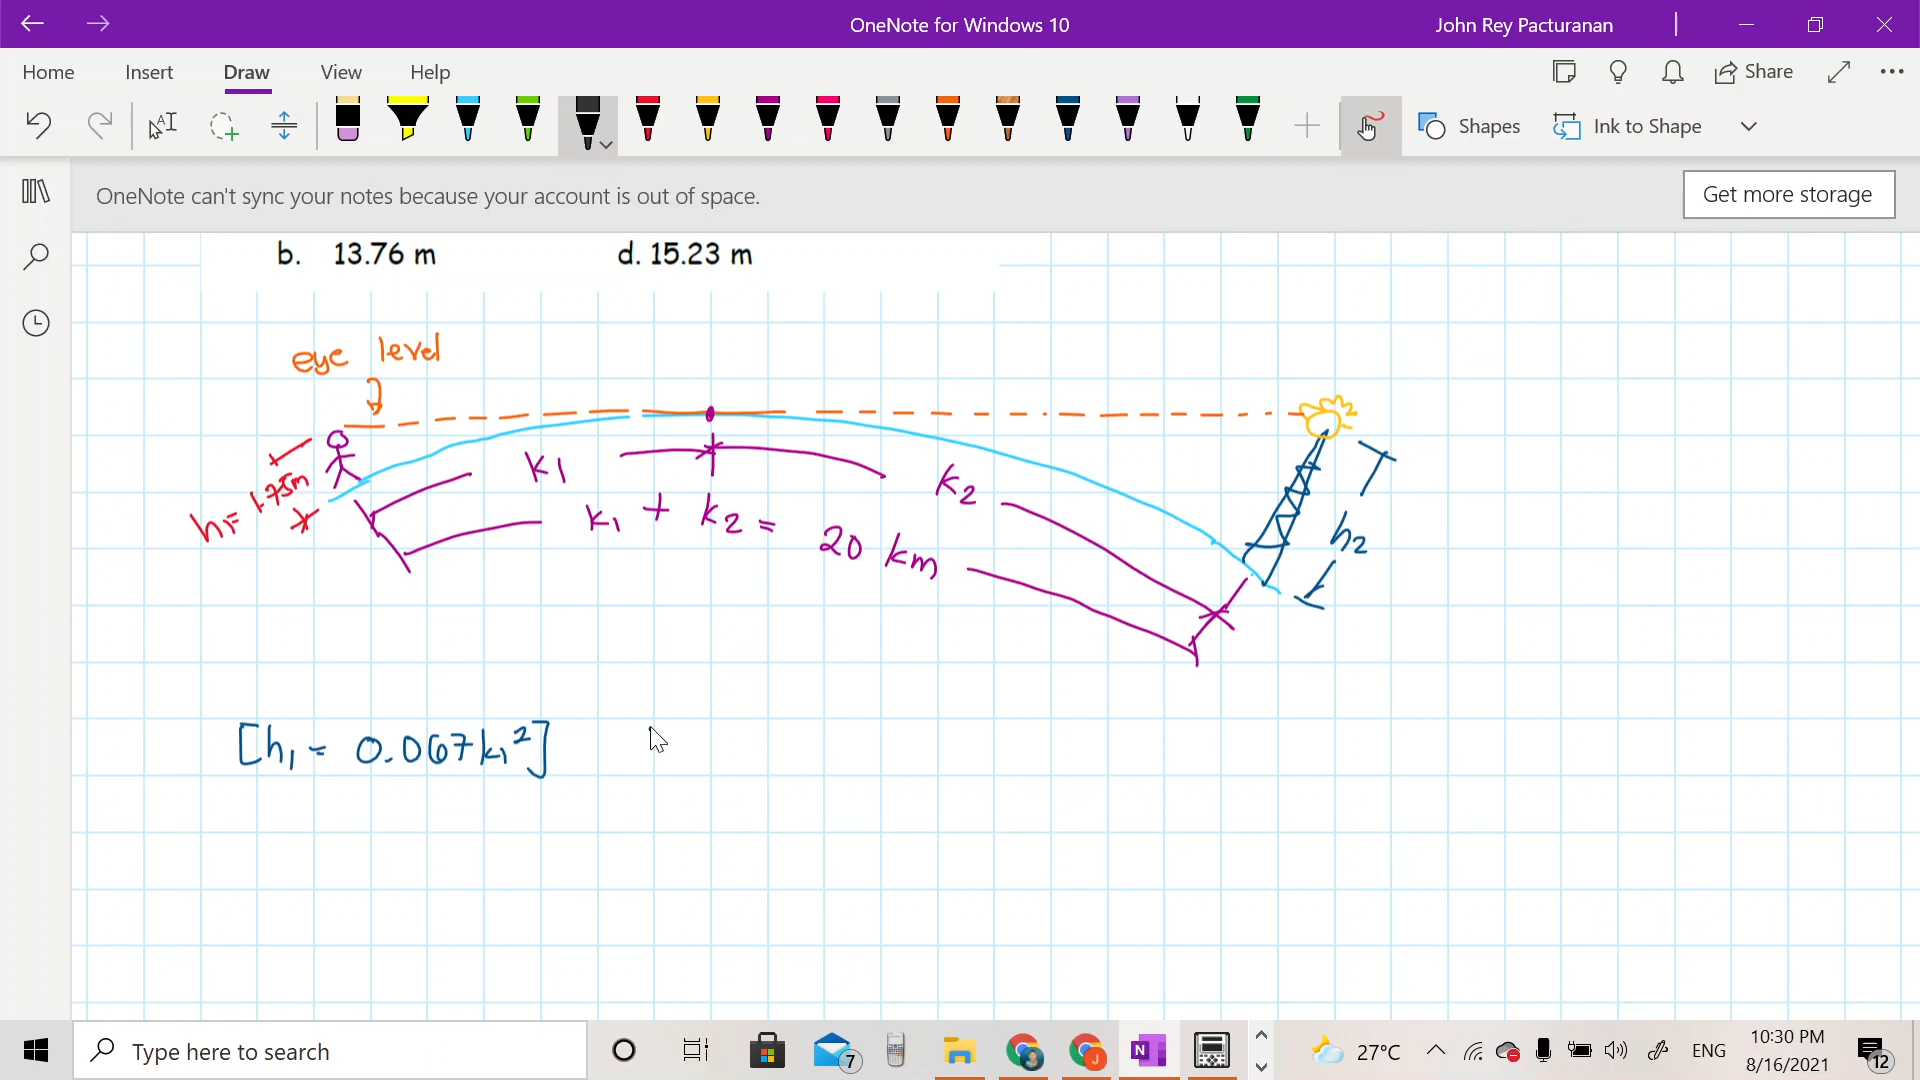 OneNote for Windows 10
John Rey Pacturanan
Home Insert Draw View Help
Share
Shapes
Ink to Shape
OneNote can't sync your notes because your account is out of space.
Get more storage
b. 13.76 m d. 15.23 m
eye level
h₁= 1.75m
k1
k2
k₁ + k₂ = 20 km
h₂
[h₁ = 0.067k₁²]
Type here to search
7
27°C
ENG
10:30 PM
8/16/2021
12